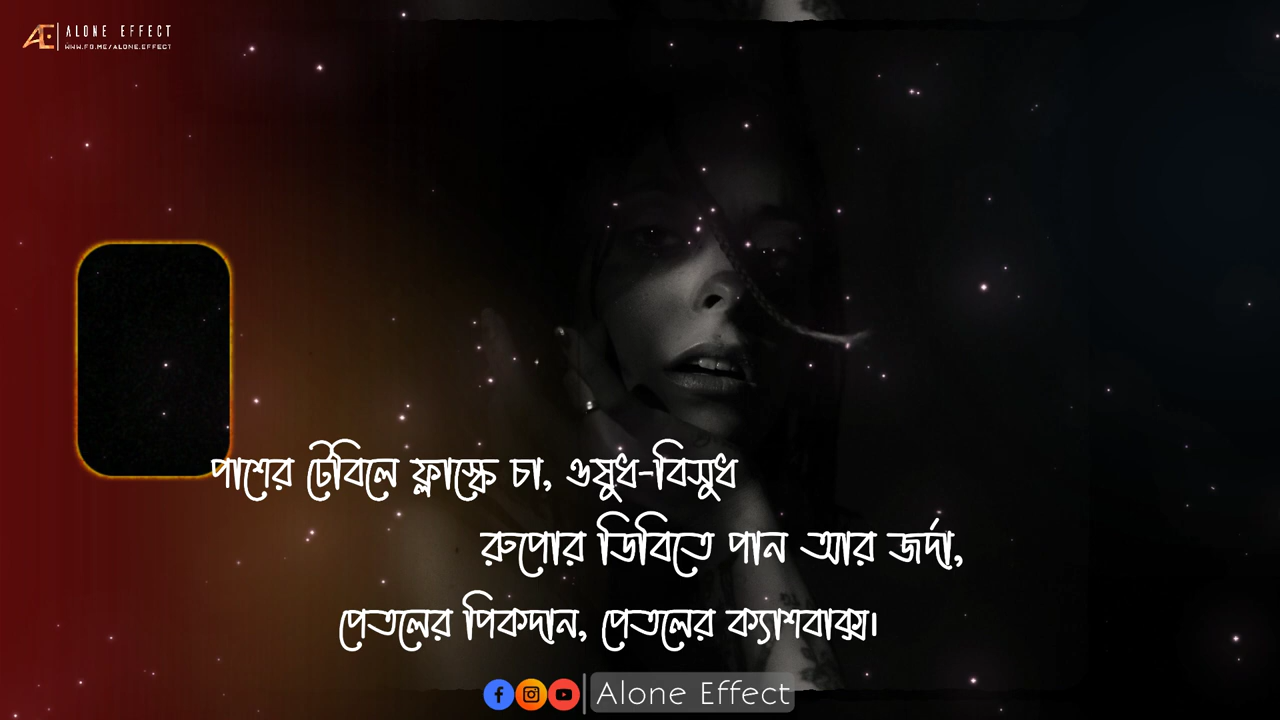 ALONE EFFECT
WWW.FB.ME/ALONE.EFFECT
পাশের টেবিলে ফ্লাস্কে চা, ওষুধ-বিসুধ
রুপোর ডিবিতে পান আর জর্দা,
পেতলের পিকদান, পেতলের ক্যাশবাক্স।
Alone Effect